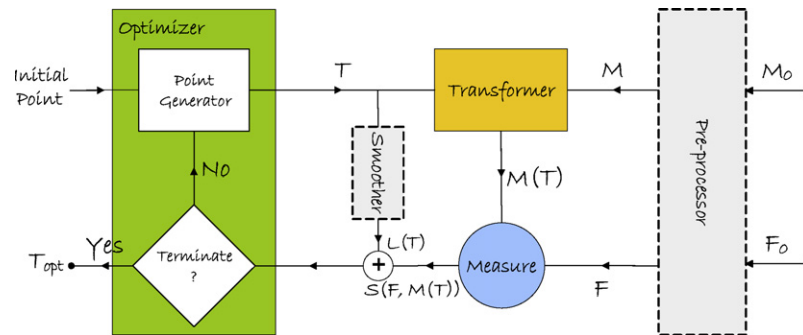 Optimizer
Initial
Point
Point
Generator
T
Transformer
M
M0
Pre-processor
Smoother
No
M(T)
L(T)
Yes
Topt
Terminate
?
+
Measure
S(F, M(T))
F
F0